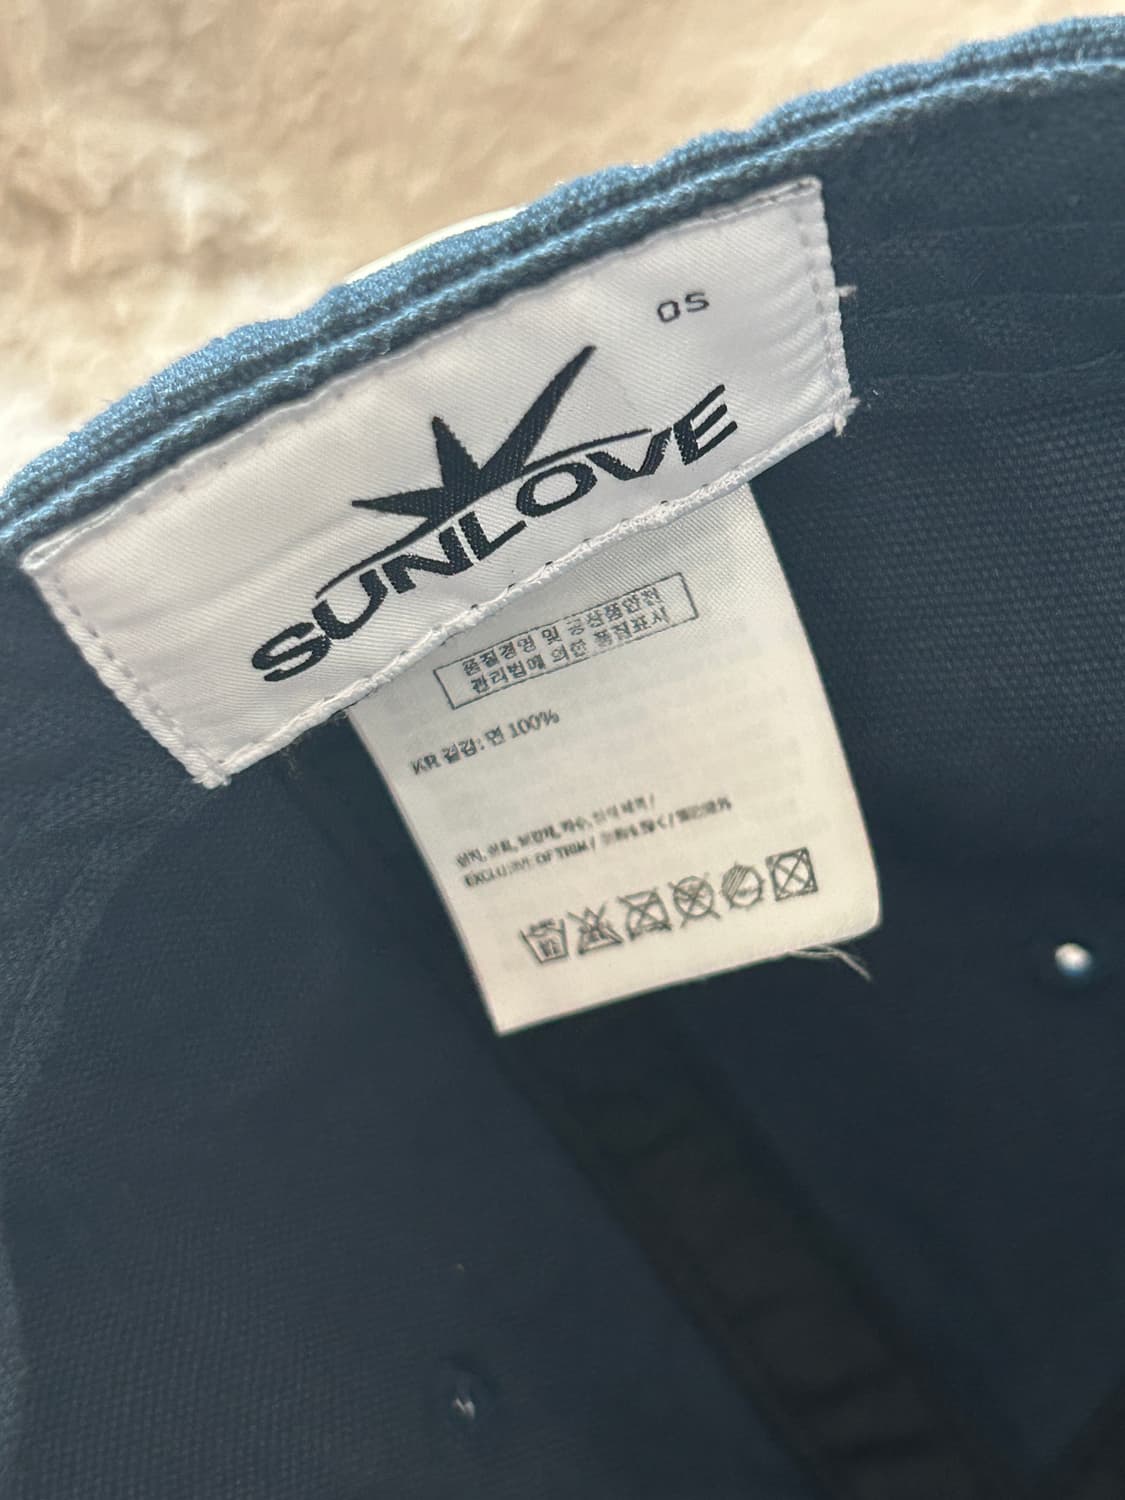 OS
SUNLOVE
품질경영 및 공산품안전
관리법에 의한 품질표시
KR 겉감: 면 100%
EXCLUSIVE OF TRIM /